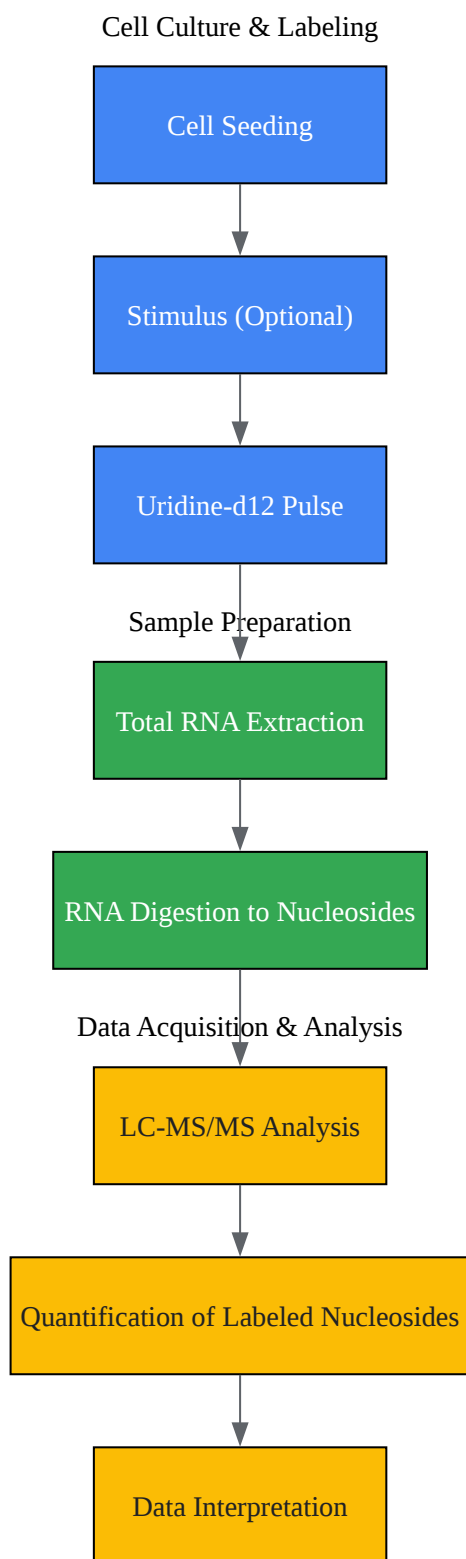 Cell Culture & Labeling
Cell Seeding
Stimulus (Optional)
Uridine-d12 Pulse
Sample Preparation
Total RNA Extraction
RNA Digestion to Nucleosides
Data Acquisition & Analysis
LC-MS/MS Analysis
Quantification of Labeled Nucleosides
Data Interpretation